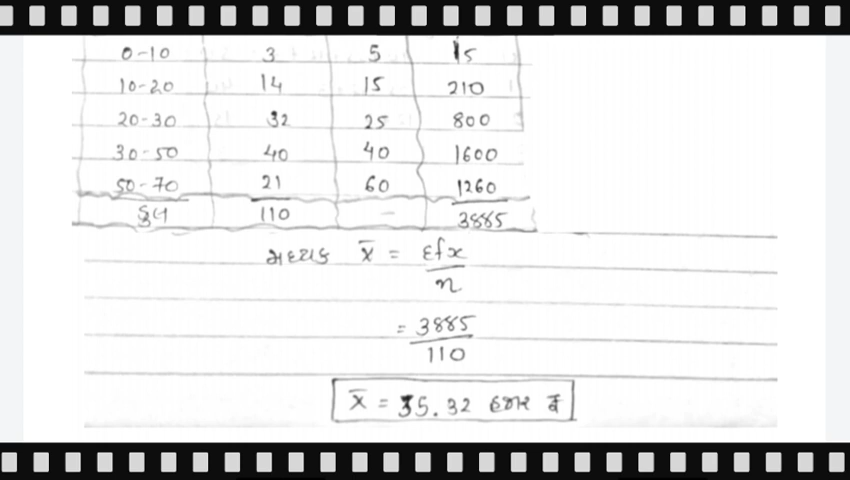 0-10 3 5 15
10-20 14 15 210
20-30 32 25 800
30-50 40 40 1600
50-70 21 60 1260
કુલ 110 - 3885
મધ્યક x̄ = Σfx
n
= 3885
110
x̄ = 35.32 હજાર ₹